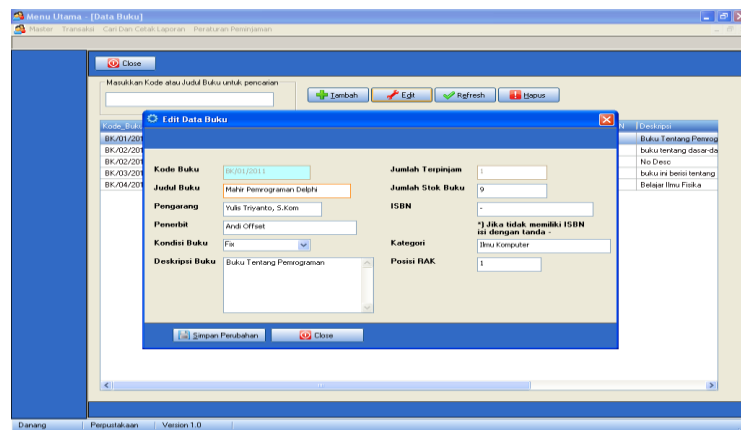 Menu Utama - [Data Buku]
Master Transaksi Cari Dan Cetak Laporan Peraturan Peminjaman
Close
Masukkan Kode atau Judul Buku untuk pencarian
Tambah Edit Refresh Hapus
Kode_Buk N Deskripsi
BK/01/201 Buku Tentang Pemrog
BK/02/201 buku tentang dasar-da
BK/02/201 No Desc
BK/03/201 buku ini berisi tentang
BK/04/201 Belajar Ilmu Fisika
Edit Data Buku
Kode Buku BK/01/2011 Jumlah Terpinjam 1
Judul Buku Mahir Pemrograman Delphi Jumlah Stok Buku 9
Pengarang Yulis Triyanto, S.Kom ISBN -
Penerbit Andi Offset *) Jika tidak memiliki ISBN
isi dengan tanda -
Kondisi Buku Fix Kategori Ilmu Komputer
Deskripsi Buku Buku Tentang Pemrograman Posisi RAK 1
Simpan Perubahan Close
Danang Perpustakaan Version 1.0